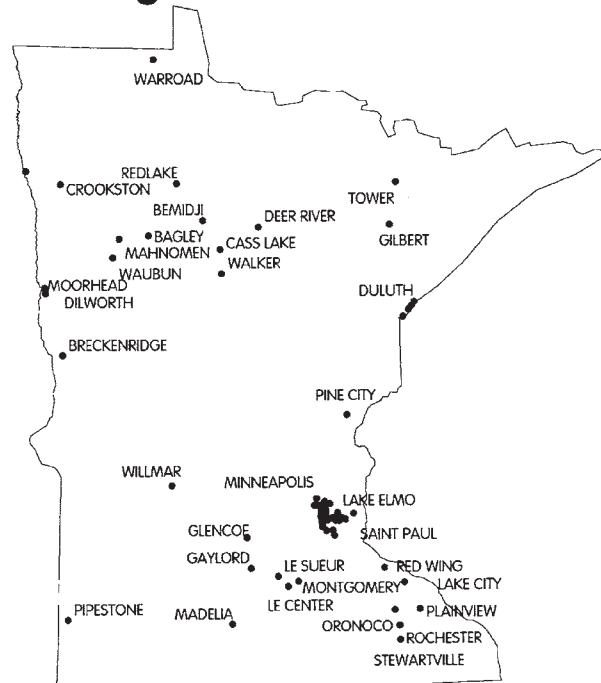 WARROAD
REDLAKE
CROOKSTON
TOWER
BEMIDJI
DEER RIVER
GILBERT
BAGLEY
CASS LAKE
MAHNOMEN
WALKER
WAUBUN
MOORHEAD
DULUTH
DILWORTH
BRECKENRIDGE
PINE CITY
WILLMAR
MINNEAPOLIS
LAKE ELMO
GLENCOE
SAINT PAUL
GAYLORD
LE SUEUR
RED WING
MONTGOMERY
LAKE CITY
LE CENTER
PIPESTONE
MADELIA
PLAINVIEW
ORONOCO
ROCHESTER
STEWARTVILLE